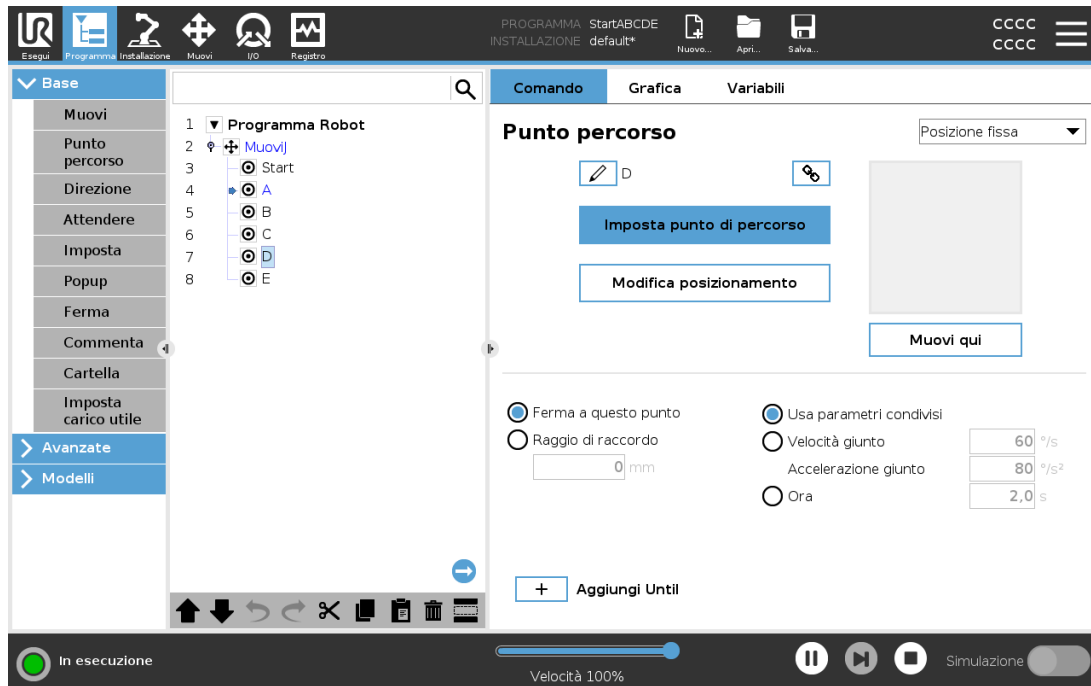 UR
Esegui
Programma
Installazione
Muovi
I/O
Registro
PROGRAMMA StartABCDE
INSTALLAZIONE default*
Nuovo...
Apri...
Salva...
CCCC
CCCC
Base
Muovi
Punto
percorso
Direzione
Attendere
Imposta
Popup
Ferma
Commenta
Cartella
Imposta
carico utile
Avanzate
Modelli
1 Programma Robot
2 MuoviJ
3 Start
4 A
5 B
6 C
7 D
8 E
Comando Grafica Variabili
Punto percorso
Posizione fissa
D
Imposta punto di percorso
Modifica posizionamento
Muovi qui
Ferma a questo punto
Raggio di raccordo
0 mm
Usa parametri condivisi
Velocità giunto 60 °/s
Accelerazione giunto 80 °/s²
Ora 2,0 s
+ Aggiungi Until
In esecuzione
Velocità 100%
Simulazione